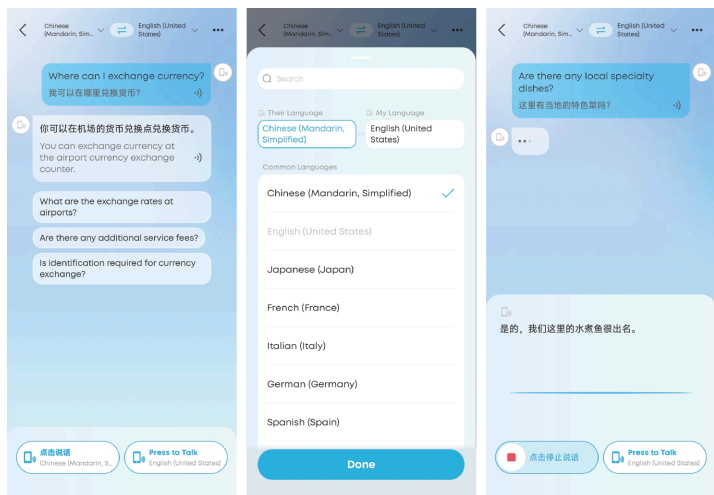 Chinese
(Mandarin, Sim...
English (United
States)
Where can I exchange currency?
我可以在哪里兑换货币?
你可以在机场的货币兑换点兑换货币。
You can exchange currency at
the airport currency exchange
counter.
What are the exchange rates at
airports?
Are there any additional service fees?
Is identification required for currency
exchange?
点击说话
Chinese (Mandarin, S...
Press to Talk
English (United States)
Chinese
(Mandarin, Sim...
English (United
States)
Search
Their Language
My Language
Chinese (Mandarin,
Simplified)
English (United
States)
Common Languages
Chinese (Mandarin, Simplified)
English (United States)
Japanese (Japan)
French (France)
Italian (Italy)
German (Germany)
Spanish (Spain)
Done
Chinese
(Mandarin, Sim...
English (United
States)
Are there any local specialty
dishes?
这里有当地的特色菜吗?
是的，我们这里的水煮鱼很出名。
点击停止说话
Press to Talk
English (United States)